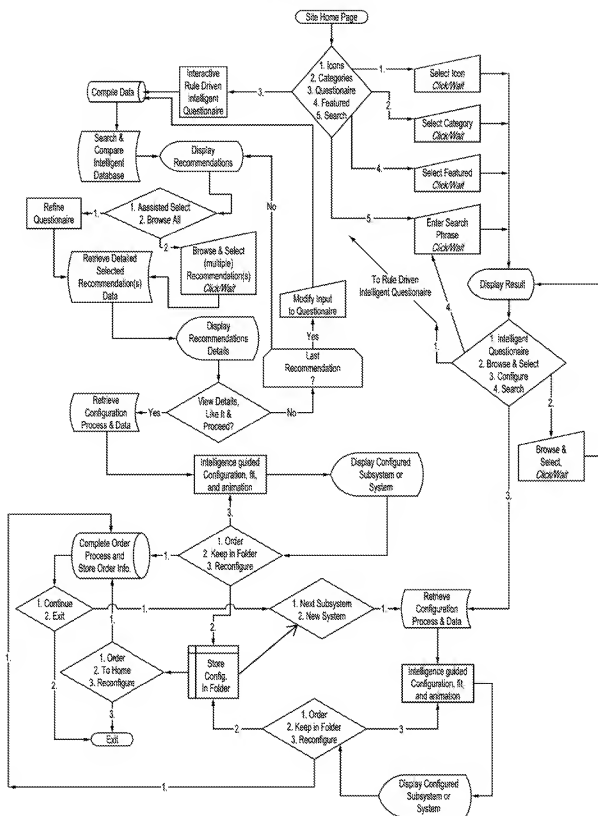 Site Home Page
1. Icons
2. Categories
3. Questionaire
4. Featured
5. Search
1.
Select Icon
Click/Wait
2.
Select Category
Click/Wait
4.
Select Featured
Click/Wait
5.
Enter Search
Phrase
Click/Wait
3.
Interactive
Rule Driven
Intelligent
Questionaire
Compile Data
Search &
Compare
Intelligent
Database
Display
Recommendations
No
1. Aassisted Select
2. Browse All
1.
Refine
Questionaire
2
Browse & Select
(multiple)
Recommendation(s)
Click/Wait
Retrieve Detailed
Selected
Recommendation(s)
Data
Modify Input
to Questionaire
Yes
To Rule Driven
Intelligent Questionaire
Display Result
4.
1.
1. Intelligent
Questionaire
2. Browse & Select
3. Configure
4. Search
2.
Browse &
Select,
Click/Wait
3.
Display
Recommendations
Details
Last
Recommendation
?
View Details,
Like It &
Proceed?
No
Yes
Retrieve
Configuration
Process & Data
Intelligence guided
Configuration, fit,
and animation
Display Configured
Subsystem or
System
3.
1. Order
2. Keep in Folder
3. Reconfigure
1.
Complete Order
Process and
Store Order Info.
2.
1. Continue
2. Exit
1.
1. Next Subsystem
2. New System
1.
Retrieve
Configuration
Process & Data
1.
1.
2.
1. Order
2. To Home
3. Reconfigure
3.
Exit
Store
Config.
In Folder
Intelligence guided
Configuration, fit,
and animation
1. Order
2. Keep in Folder
3. Reconfigure
2
3
1.
Display Configured
Subsystem or
System